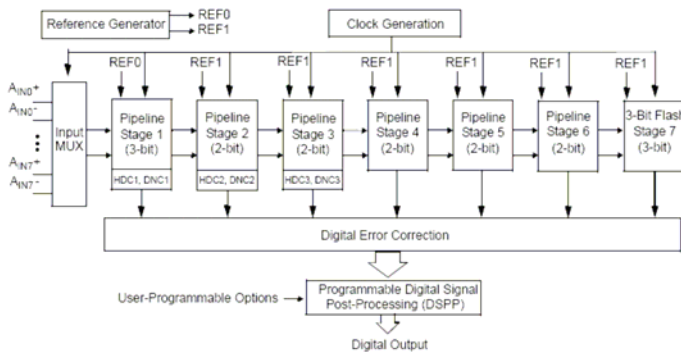 Reference Generator
REF0
REF1
Clock Generation
REF0
REF1
REF1
REF1
REF1
REF1
REF1
AIN0+
AIN0-
AIN7+
AIN7-
Input
MUX
Pipeline
Stage 1
(3-bit)
HDC1, DNC1
Pipeline
Stage 2
(2-bit)
HDC2, DNC2
Pipeline
Stage 3
(2-bit)
HDC3, DNC3
Pipeline
Stage 4
(2-bit)
Pipeline
Stage 5
(2-bit)
Pipeline
Stage 6
(2-bit)
3-Bit Flash
Stage 7
(3-bit)
Digital Error Correction
User-Programmable Options
Programmable Digital Signal
Post-Processing (DSPP)
Digital Output